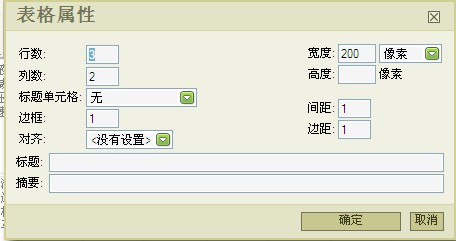 表格属性
行数: 3 宽度: 200 像素
列数: 2 高度: 像素
标题单元格: 无
边框: 1 间距: 1
对齐: <没有设置> 边距: 1
标题:
摘要:
确定 取消